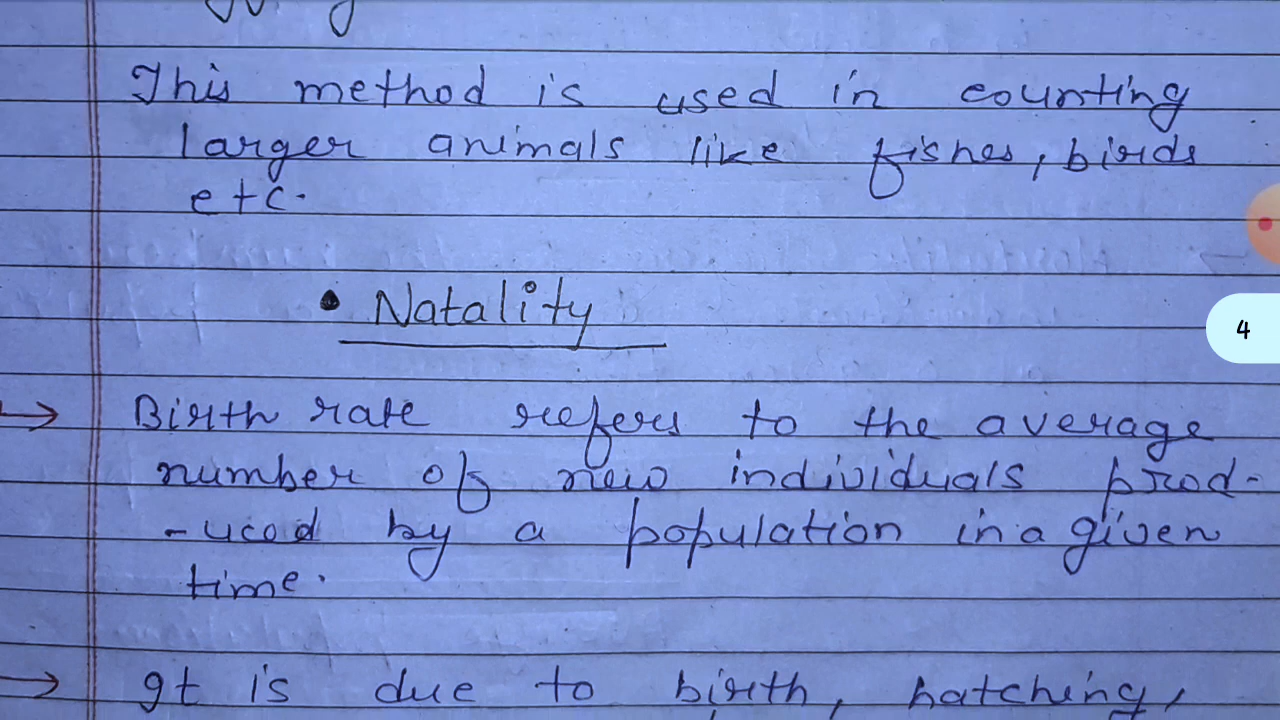 This method is used in counting
larger animals like fishes, birds
etc.
• Natality
4
→ Birth rate refers to the average
number of new individuals prod-
-uced by a population in a given
time.
→ It is due to birth, hatching,